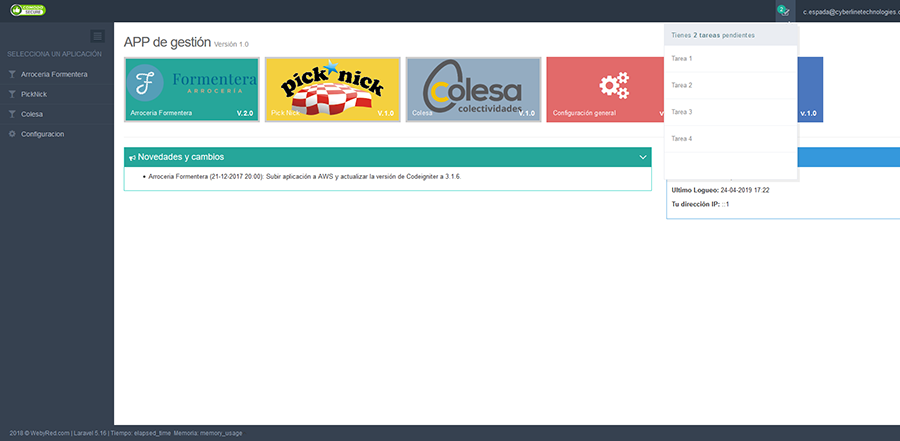 COMODO
SECURE
2
c.espada@cyberlinetechnologies.c
SELECCIONA UN APLICACIÓN
Arroceria Formentera
PickNick
Colesa
Configuracion
APP de gestión Versión 1.0
Formentera
ARROCERÍA
Arroceria Formentera V.2.0
pick nick
Pick Nick V.1.0
Colesa
colectividades
Colesa V.1.0
Configuración general
V.1.0
Tienes 2 tareas pendientes
Tarea 1
Tarea 2
Tarea 3
Tarea 4
Novedades y cambios
Arroceria Formentera (21-12-2017 20:00): Subir aplicación a AWS y actualizar la versión de Codeigniter a 3.1.6.
Ultimo Logueo: 24-04-2019 17:22
Tu dirección IP: ::1
2018 © WebyRed.com | Laravel 5.16 | Tiempo: elapsed_time Memoria: memory_usage